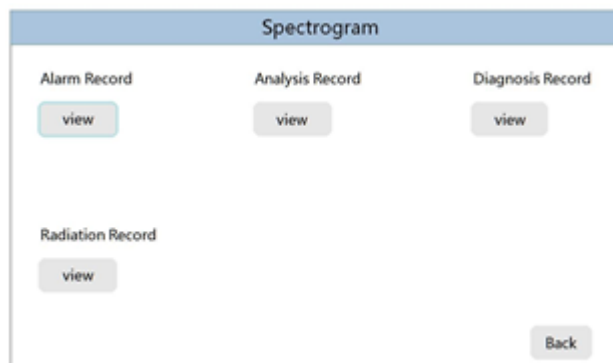 Spectrogram
Alarm Record Analysis Record Diagnosis Record
view view view
Radiation Record
view
Back